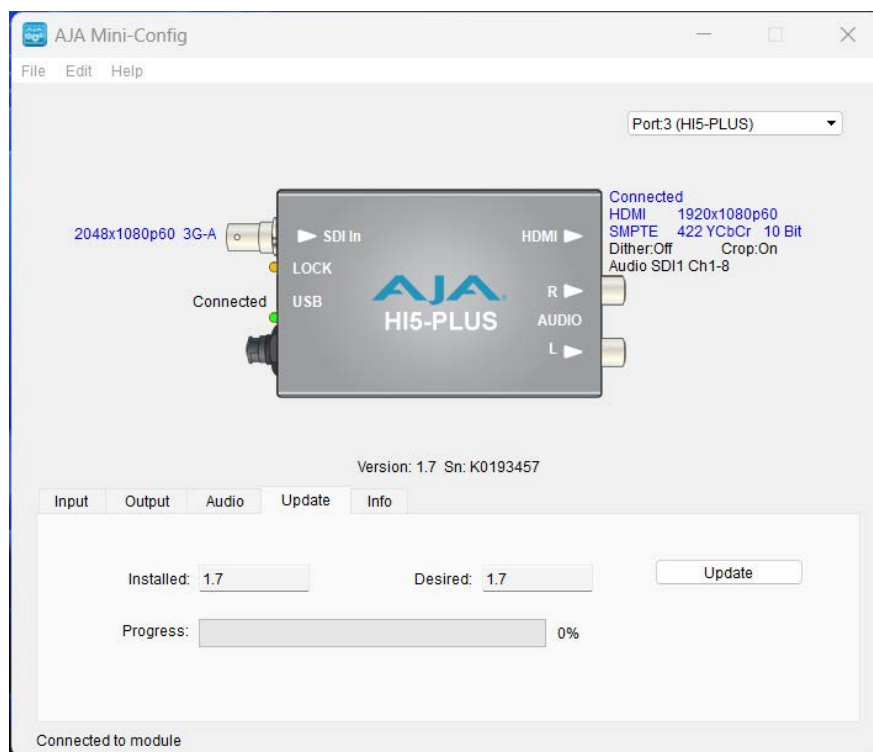 AJA Mini-Config
File Edit Help
Port:3 (HI5-PLUS)
2048x1080p60 3G-A
SDI In
LOCK
Connected
USB
AJA
HI5-PLUS
HDMI
R
AUDIO
L
Connected
HDMI 1920x1080p60
SMPTE 422 YCbCr 10 Bit
Dither:Off Crop:On
Audio SDI1 Ch1-8
Version: 1.7 Sn: K0193457
Input Output Audio Update Info
Installed: 1.7 Desired: 1.7 Update
Progress: 0%
Connected to module